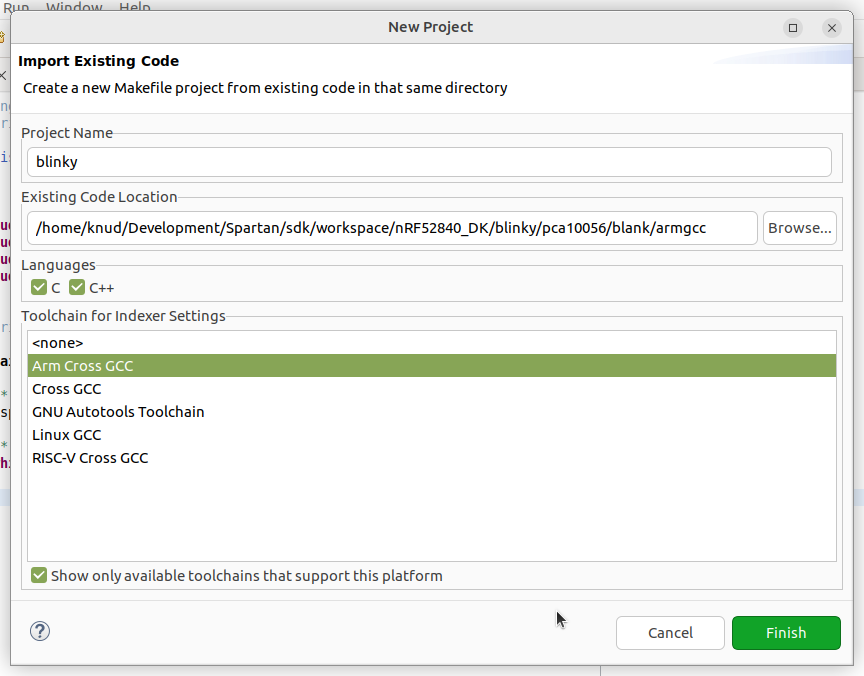 Run Window Help
New Project
Import Existing Code
Create a new Makefile project from existing code in that same directory
Project Name
blinky
Existing Code Location
/home/knud/Development/Spartan/sdk/workspace/nRF52840_DK/blinky/pca10056/blank/armgcc
Browse...
Languages
C C++
Toolchain for Indexer Settings
<none>
Arm Cross GCC
Cross GCC
GNU Autotools Toolchain
Linux GCC
RISC-V Cross GCC
Show only available toolchains that support this platform
Cancel Finish